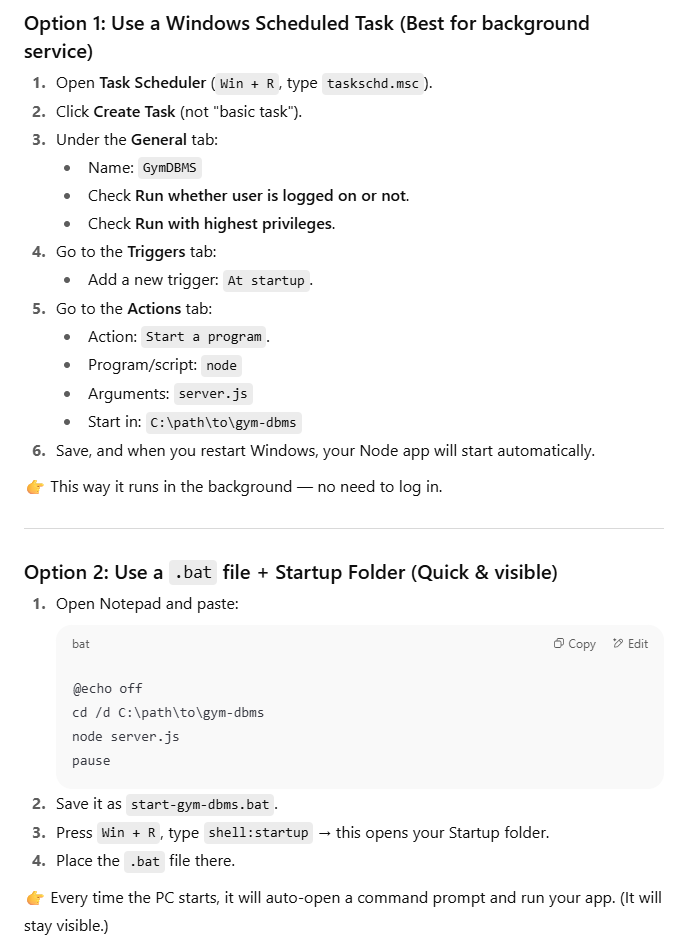 Option 1: Use a Windows Scheduled Task (Best for background
service)
1. Open Task Scheduler ( Win + R , type taskschd.msc ).
2. Click Create Task (not "basic task").
3. Under the General tab:
• Name: GymDBMS
• Check Run whether user is logged on or not.
• Check Run with highest privileges.
4. Go to the Triggers tab:
• Add a new trigger: At startup .
5. Go to the Actions tab:
• Action: Start a program .
• Program/script: node
• Arguments: server.js
• Start in: C:\path\to\gym-dbms
6. Save, and when you restart Windows, your Node app will start automatically.
👉 This way it runs in the background — no need to log in.
Option 2: Use a .bat file + Startup Folder (Quick & visible)
1. Open Notepad and paste:
bat Copy Edit
@echo off
cd /d C:\path\to\gym-dbms
node server.js
pause
2. Save it as start-gym-dbms.bat .
3. Press Win + R , type shell:startup → this opens your Startup folder.
4. Place the .bat file there.
👉 Every time the PC starts, it will auto-open a command prompt and run your app. (It will
stay visible.)